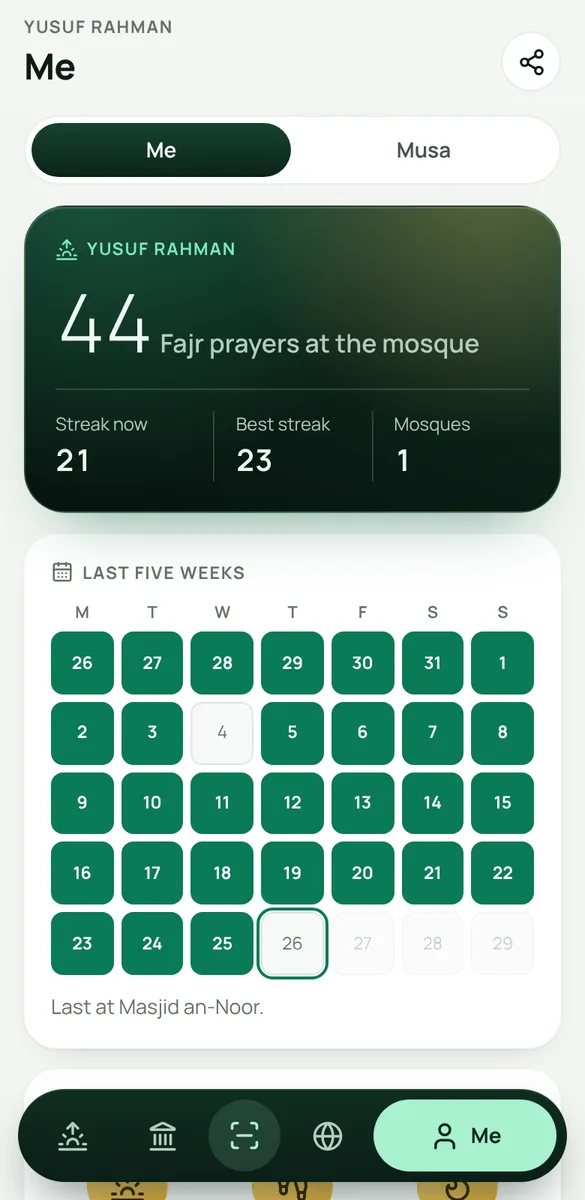 YUSUF RAHMAN
Me
Me Musa
YUSUF RAHMAN
44 Fajr prayers at the mosque
Streak now Best streak Mosques
21 23 1
LAST FIVE WEEKS
M T W T F S S
26 27 28 29 30 31 1
2 3 4 5 6 7 8
9 10 11 12 13 14 15
16 17 18 19 20 21 22
23 24 25 26 27 28 29
Last at Masjid an-Noor.
Me